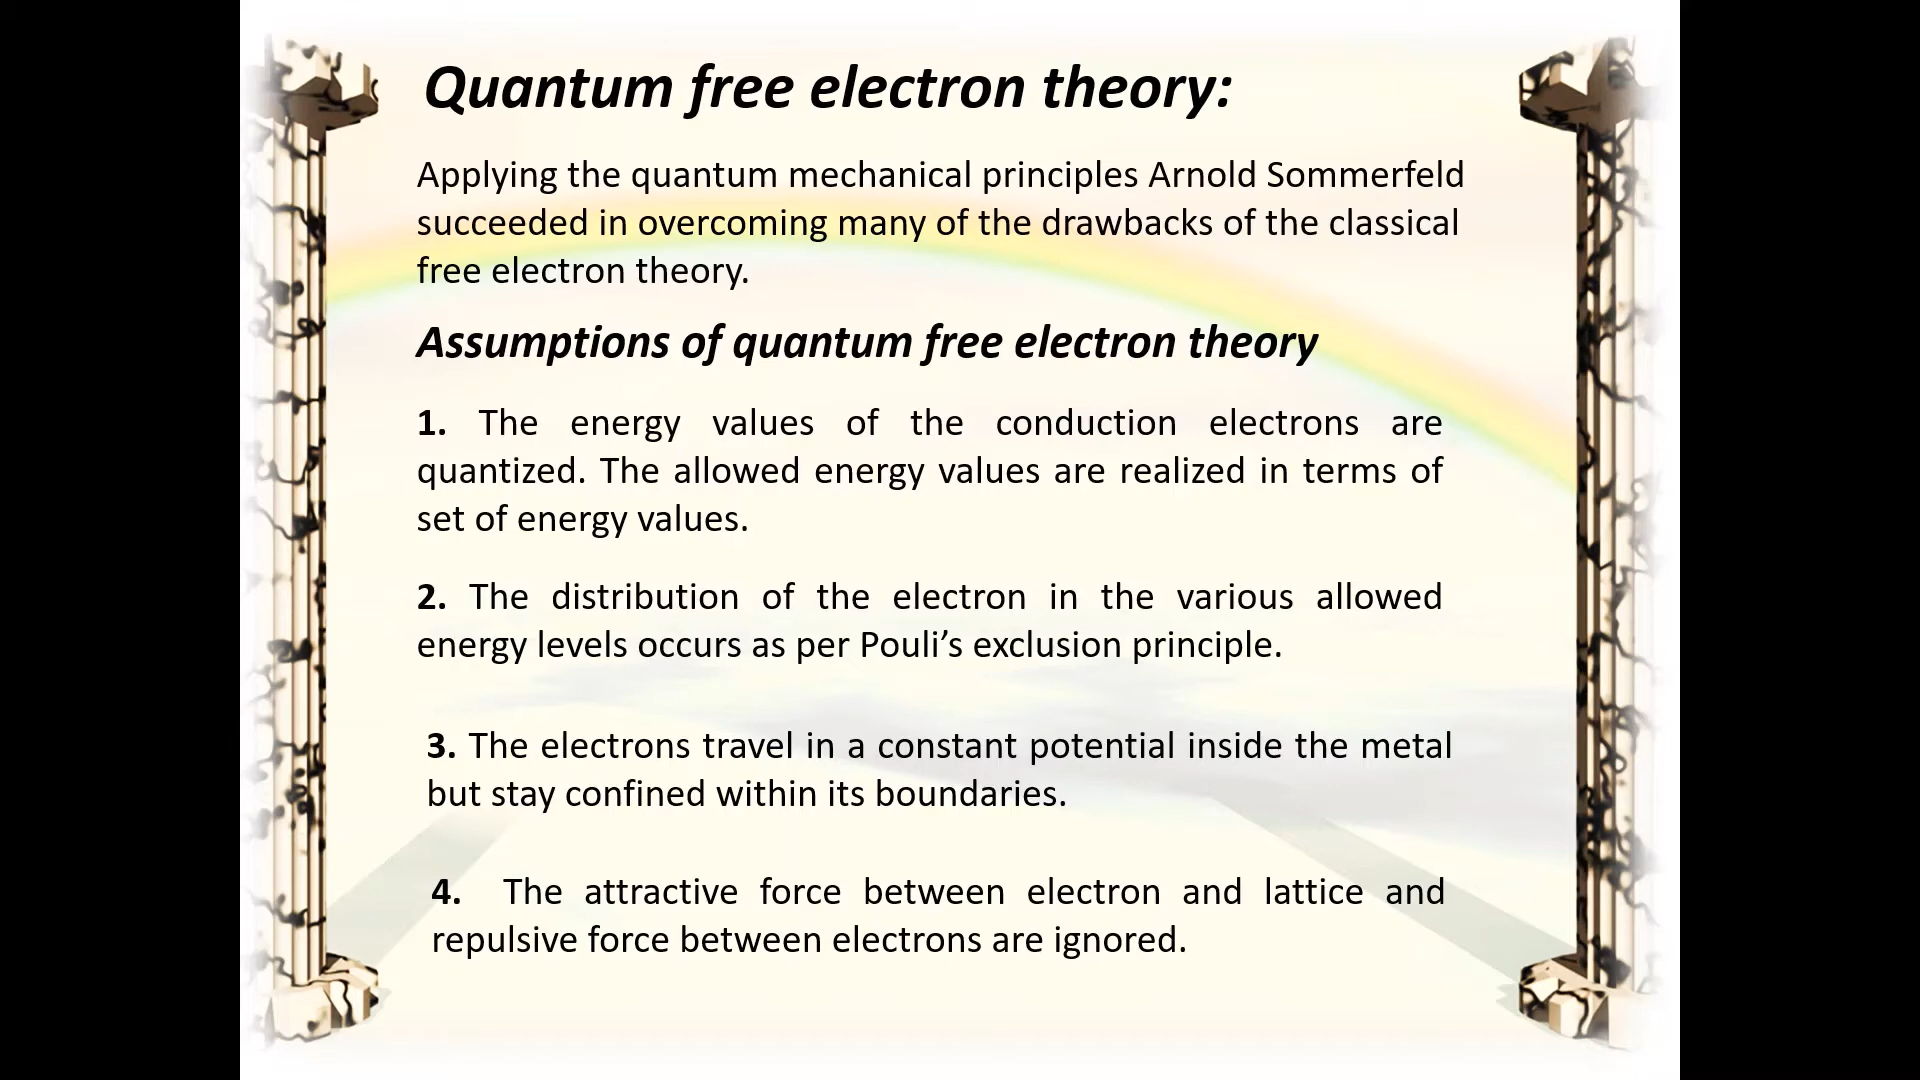 Quantum free electron theory:
Applying the quantum mechanical principles Arnold Sommerfeld
succeeded in overcoming many of the drawbacks of the classical
free electron theory.
Assumptions of quantum free electron theory
1. The energy values of the conduction electrons are
quantized. The allowed energy values are realized in terms of
set of energy values.
2. The distribution of the electron in the various allowed
energy levels occurs as per Pouli’s exclusion principle.
3. The electrons travel in a constant potential inside the metal
but stay confined within its boundaries.
4. The attractive force between electron and lattice and
repulsive force between electrons are ignored.